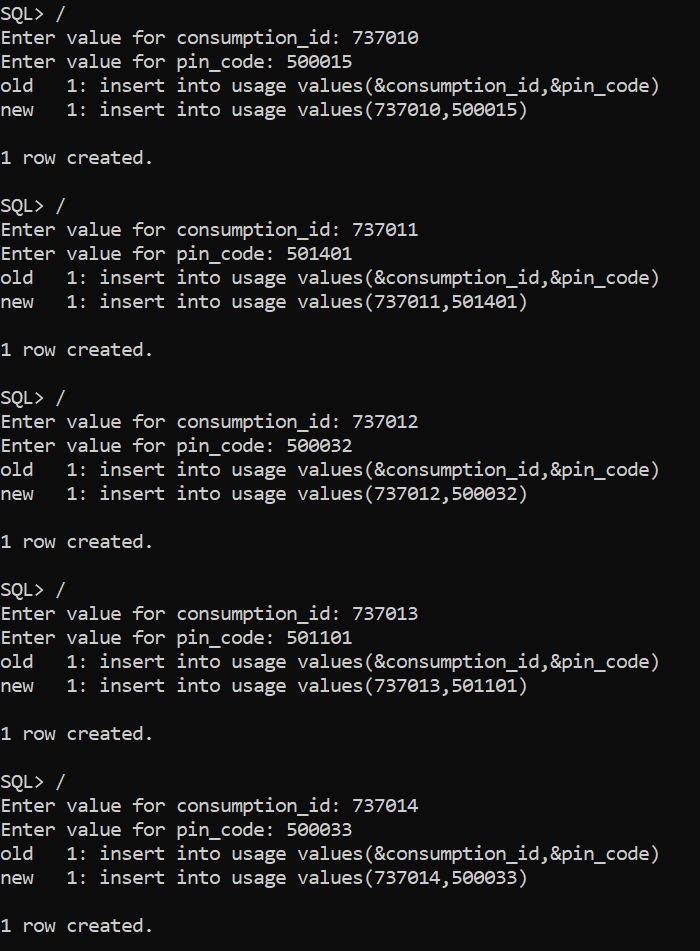 SQL> /
Enter value for consumption_id: 737010
Enter value for pin_code: 500015
old   1: insert into usage values(&consumption_id,&pin_code)
new   1: insert into usage values(737010,500015)
1 row created.
SQL> /
Enter value for consumption_id: 737011
Enter value for pin_code: 501401
old   1: insert into usage values(&consumption_id,&pin_code)
new   1: insert into usage values(737011,501401)
1 row created.
SQL> /
Enter value for consumption_id: 737012
Enter value for pin_code: 500032
old   1: insert into usage values(&consumption_id,&pin_code)
new   1: insert into usage values(737012,500032)
1 row created.
SQL> /
Enter value for consumption_id: 737013
Enter value for pin_code: 501101
old   1: insert into usage values(&consumption_id,&pin_code)
new   1: insert into usage values(737013,501101)
1 row created.
SQL> /
Enter value for consumption_id: 737014
Enter value for pin_code: 500033
old   1: insert into usage values(&consumption_id,&pin_code)
new   1: insert into usage values(737014,500033)
1 row created.